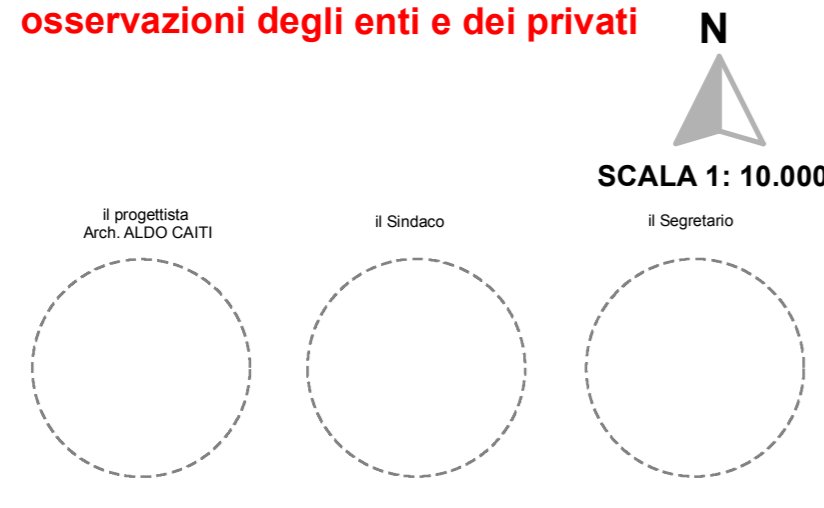 osservazioni degli enti e dei privati
N
SCALA 1: 10.000
il progettista
Arch. ALDO CAITI
il Sindaco
il Segretario